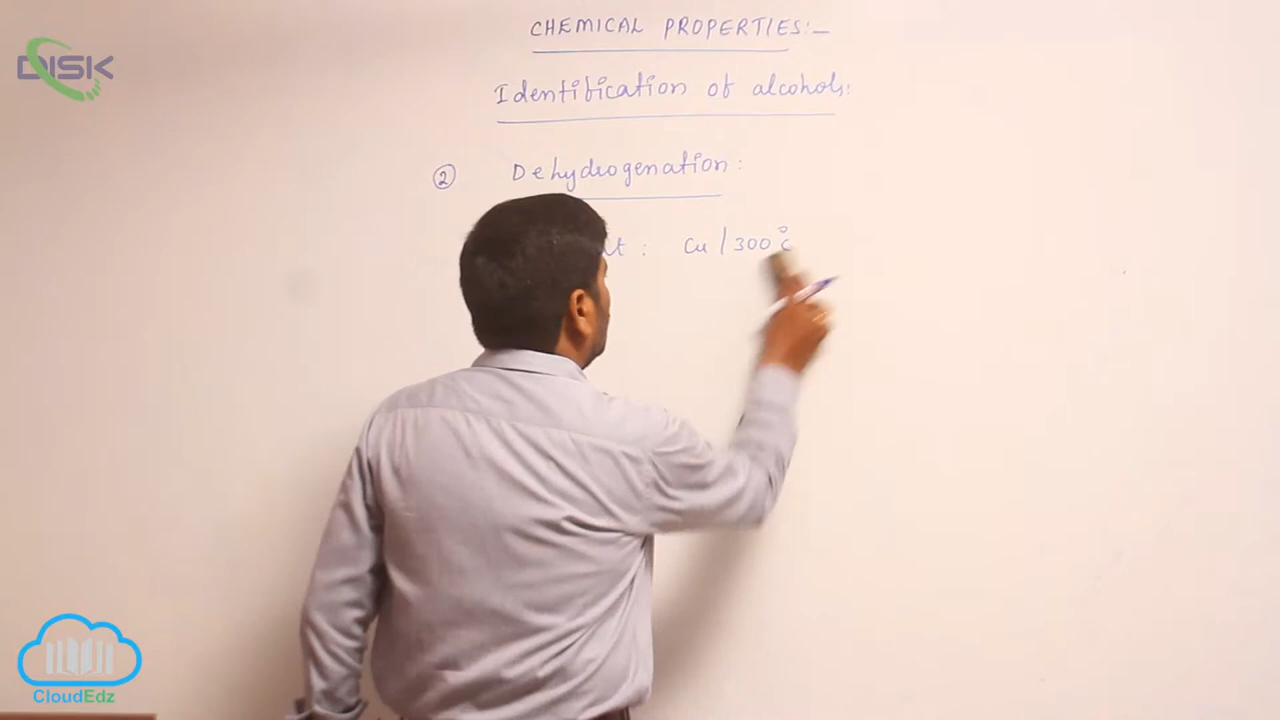 CHEMICAL PROPERTIES:-
DISK
Identification of alcohols:
② Dehydrogenation:
: Cu / 300°C
CloudEdz